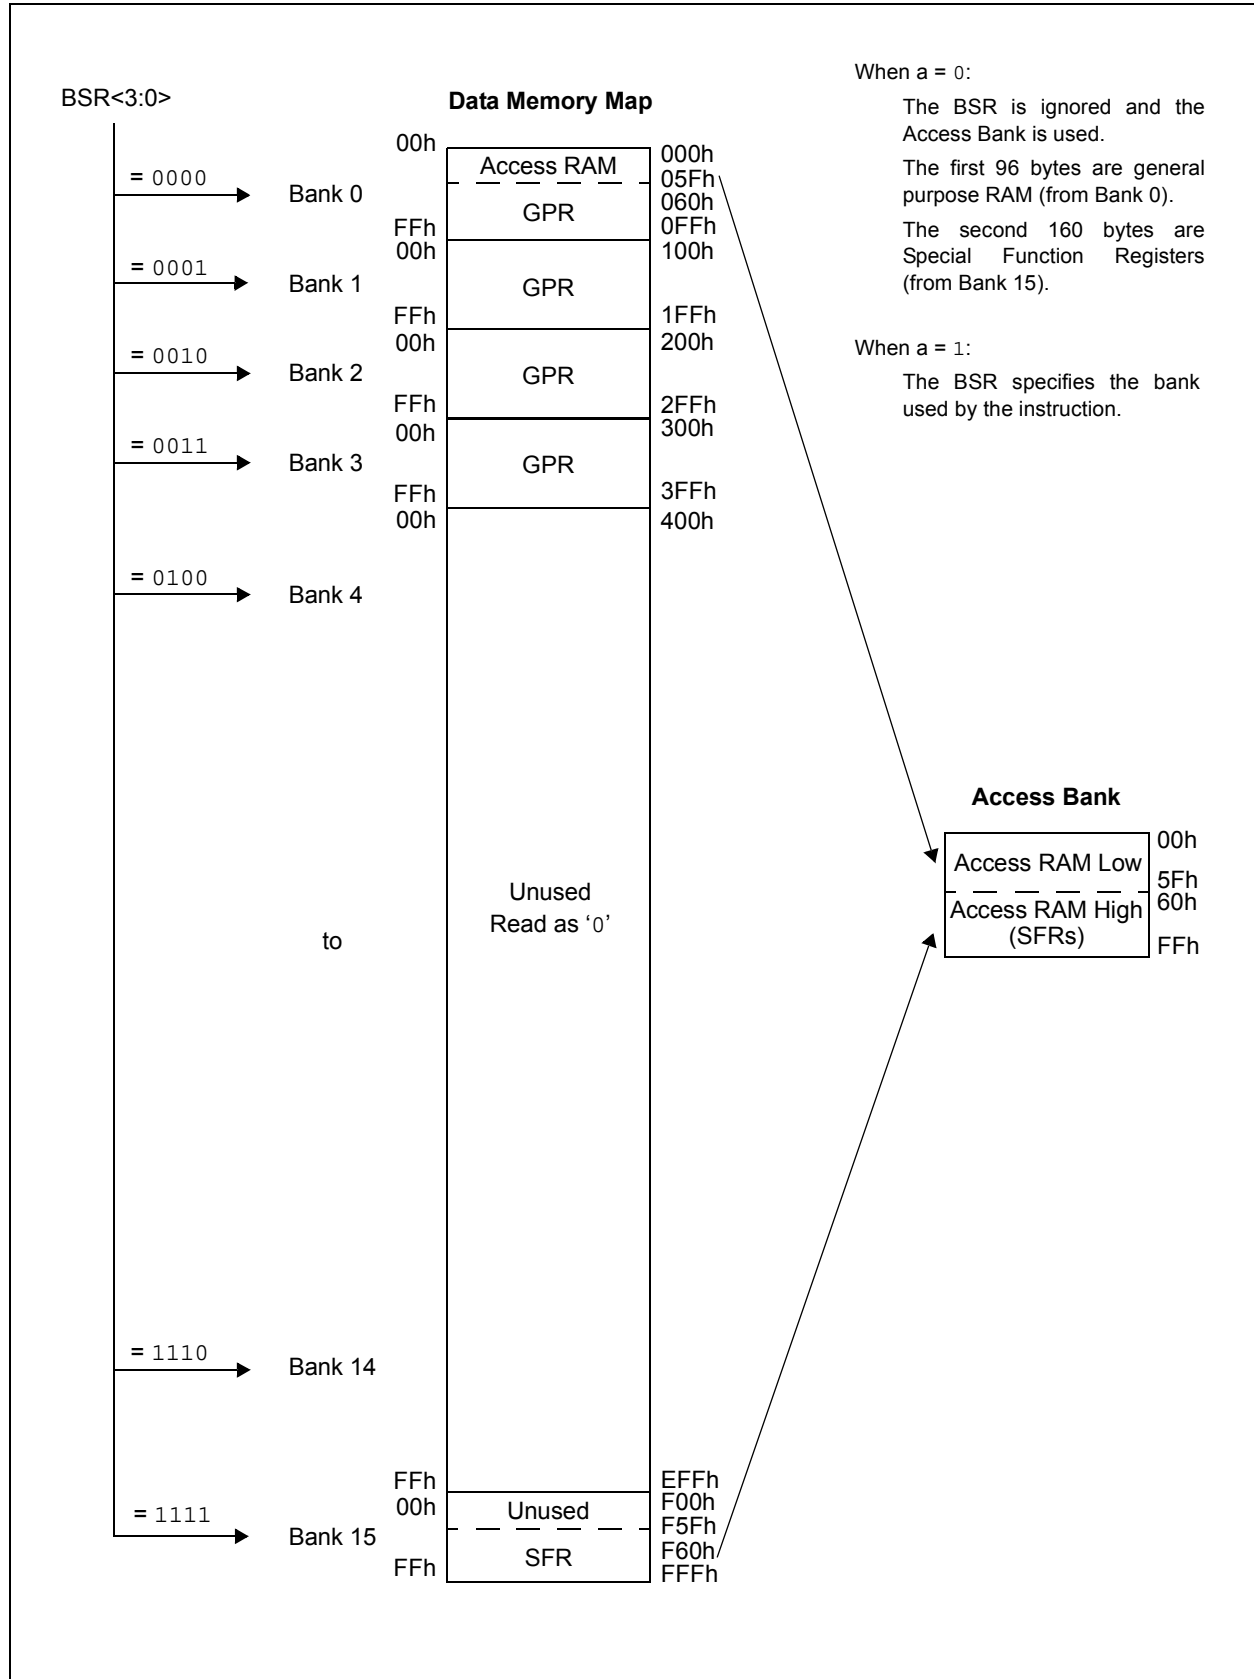 BSR<3:0>
Data Memory Map
When a = 0:
The BSR is ignored and the
Access Bank is used.
The first 96 bytes are general
purpose RAM (from Bank 0).
The second 160 bytes are
Special Function Registers
(from Bank 15).
When a = 1:
The BSR specifies the bank
used by the instruction.
= 0000
Bank 0
00h
Access RAM
000h
05Fh
GPR
060h
FFh
0FFh
= 0001
Bank 1
00h
100h
GPR
FFh
1FFh
= 0010
Bank 2
00h
200h
GPR
FFh
2FFh
= 0011
Bank 3
00h
300h
GPR
FFh
3FFh
00h
400h
= 0100
Bank 4
to
Unused
Read as ‘0’
= 1110
Bank 14
FFh
EFFh
= 1111
Bank 15
00h
Unused
F00h
F5Fh
SFR
F60h
FFh
FFFh
Access Bank
Access RAM Low
00h
5Fh
Access RAM High
(SFRs)
60h
FFh